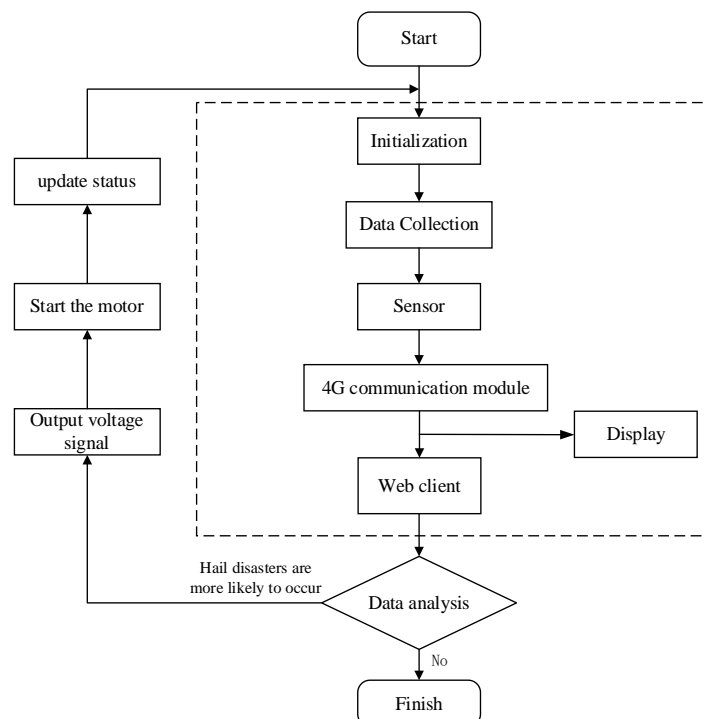 Start
Initialization
update status
Data Collection
Start the motor
Sensor
4G communication module
Output voltage
signal
Display
Web client
Hail disasters are
more likely to occur
Data analysis
No
Finish